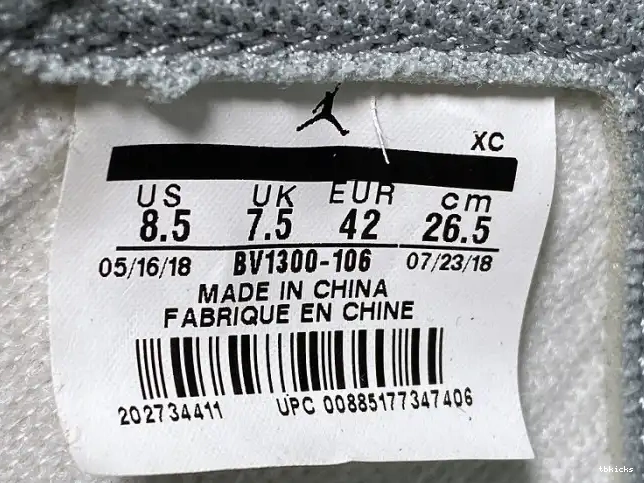 XC
US UK EUR cm
8.5 7.5 42 26.5
05/16/18 BV1300-106 07/23/18
MADE IN CHINA
FABRIQUE EN CHINE
202734411 UPC 00885177347406
tbkicks